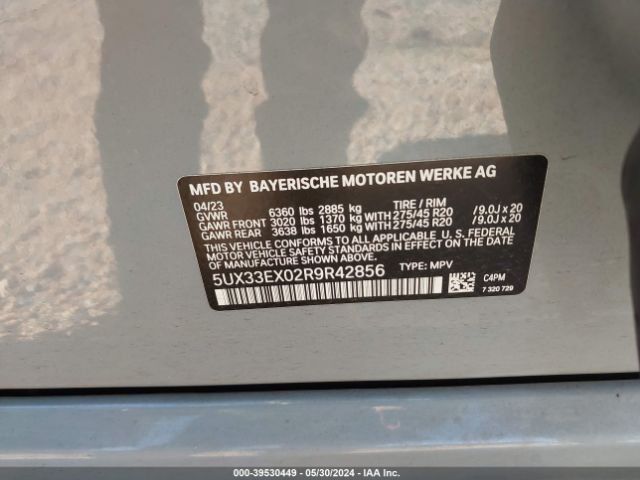 MFD BY BAYERISCHE MOTOREN WERKE AG
04/23 TIRE / RIM
GVWR 6360 lbs 2885 kg
GAWR FRONT 3020 lbs 1370 kg WITH 275/45 R20 / 9.0J x 20
GAWR REAR 3638 lbs 1650 kg WITH 275/45 R20 / 9.0J x 20
THIS VEHICLE CONFORMS TO ALL APPLICABLE FEDERAL
MOTOR VEHICLE SAFETY STANDARDS IN EFFECT ON THE
DATE OF MANUFACTURE SHOWN ABOVE.
5UX33EX02R9R42856 TYPE: MPV
C4PM
7 320 729
000-39530449 - 05/30/2024 - IAA Inc.